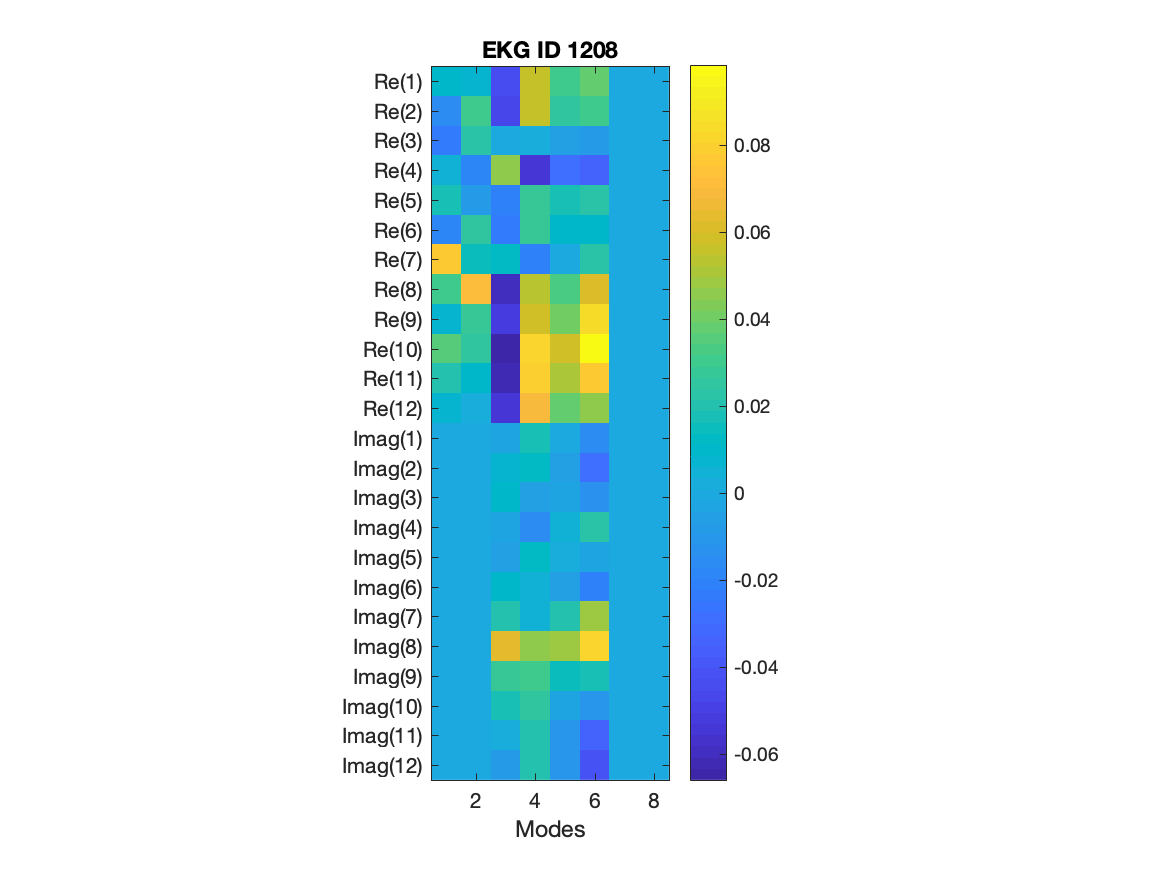 EKG ID 1208
Re(1)
Re(2)
Re(3)
Re(4)
Re(5)
Re(6)
Re(7)
Re(8)
Re(9)
Re(10)
Re(11)
Re(12)
Imag(1)
Imag(2)
Imag(3)
Imag(4)
Imag(5)
Imag(6)
Imag(7)
Imag(8)
Imag(9)
Imag(10)
Imag(11)
Imag(12)
2 4 6 8
Modes
0.08
0.06
0.04
0.02
0
-0.02
-0.04
-0.06